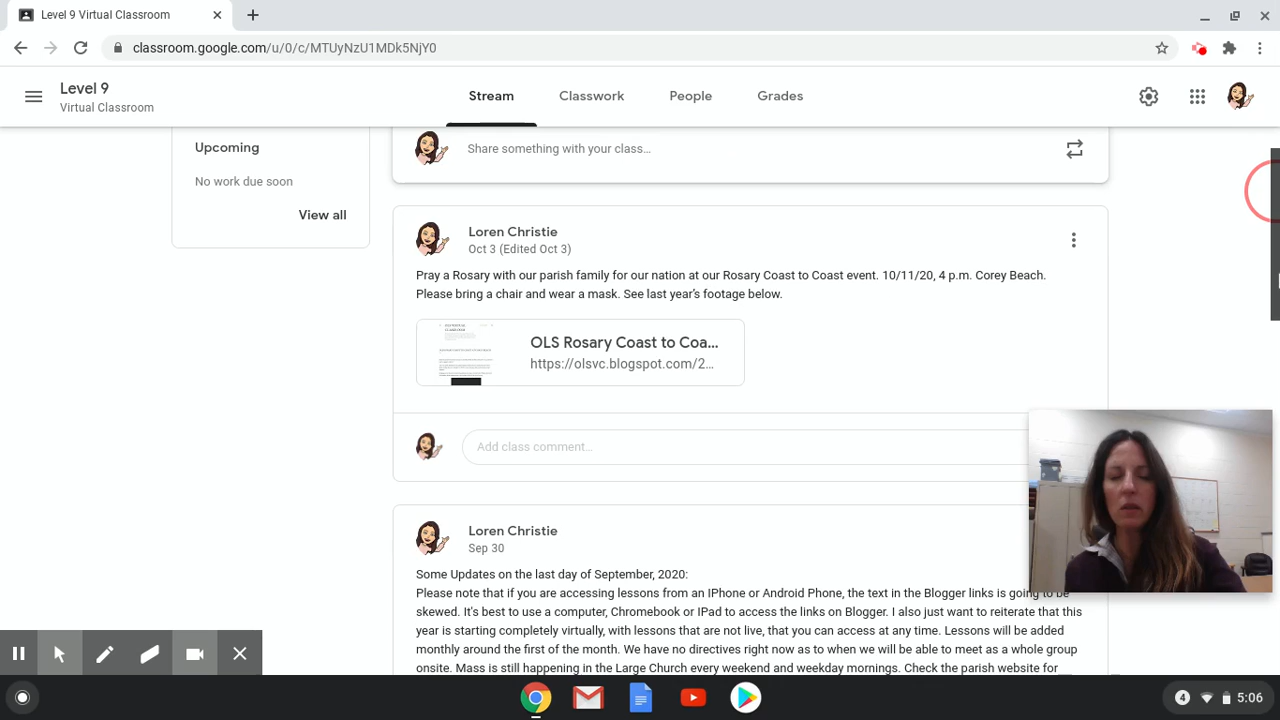 Level 9 Virtual Classroom
classroom.google.com/u/0/c/MTUyNzU1MDk5NjY0
Level 9
Virtual Classroom
Stream
Classwork
People
Grades
Upcoming
No work due soon
View all
Share something with your class...
Loren Christie
Oct 3 (Edited Oct 3)
Pray a Rosary with our parish family for our nation at our Rosary Coast to Coast event. 10/11/20, 4 p.m. Corey Beach.
Please bring a chair and wear a mask. See last year's footage below.
OLS Rosary Coast to Coa...
https://olsvc.blogspot.com/2...
Add class comment...
Loren Christie
Sep 30
Some Updates on the last day of September, 2020:
Please note that if you are accessing lessons from an IPhone or Android Phone, the text in the Blogger links is going to be
skewed. It's best to use a computer, Chromebook or IPad to access the links on Blogger. I also just want to reiterate that this
year is starting completely virtually, with lessons that are not live, that you can access at any time. Lessons will be added
monthly around the first of the month. We have no directives right now as to when we will be able to meet as a whole group
onsite. Mass is still happening in the Large Church every weekend and weekday mornings. Check the parish website for
4
5:06